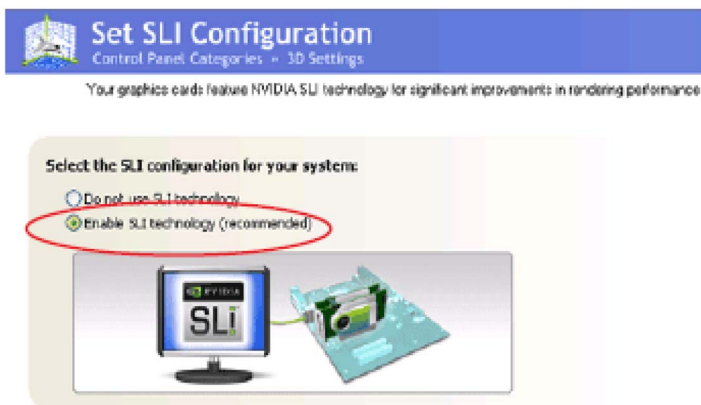 Set SLI Configuration
Control Panel Categories » 3D Settings
Your graphics cards feature NVIDIA SLI technology for significant improvements in rendering performance
Select the SLI configuration for your system:
Do not use SLI technology
Enable SLI technology (recommended)
NVIDIA
SLI